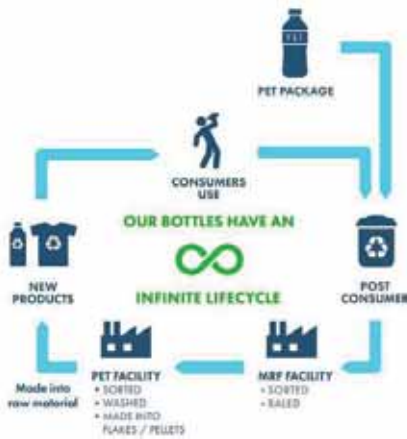 PET
PET PACKAGE
CONSUMERS
USE
OUR BOTTLES HAVE AN
INFINITE LIFECYCLE
NEW
PRODUCTS
POST
CONSUMER
PET FACILITY
• SORTED
• WASHED
• MADE INTO
FLAKES / PELLETS
MRF FACILITY
• SORTED
• BALED
Made into
raw material